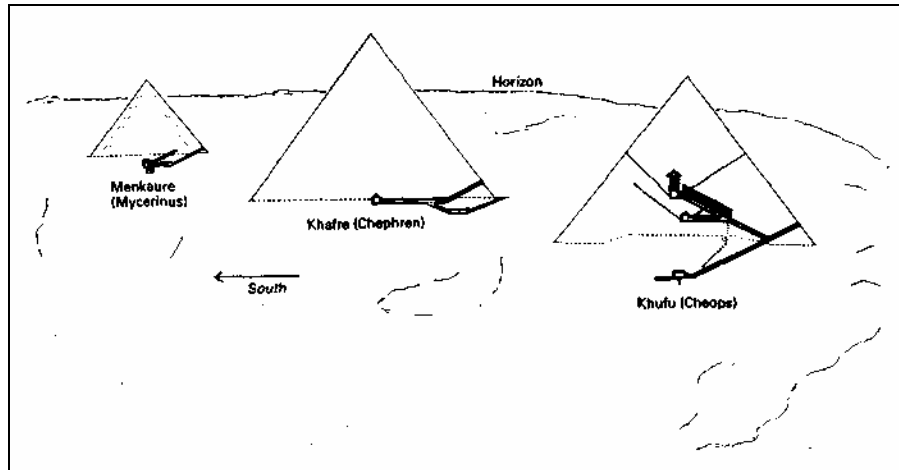 Horizon
Menkaure
(Mycerinus)
Khafre (Chephren)
South
Khufu (Cheops)